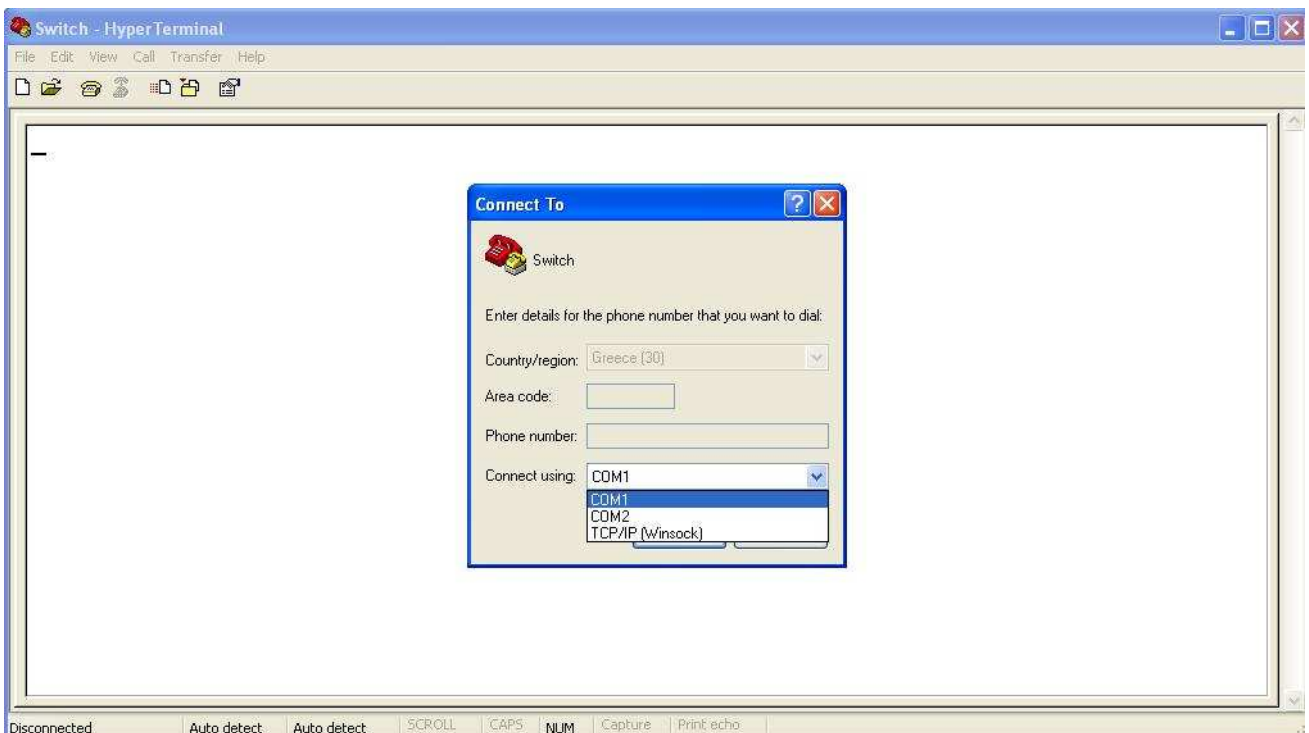 Switch - HyperTerminal
File Edit View Call Transfer Help
Connect To
?
Switch
Enter details for the phone number that you want to dial:
Country/region: Greece (30)
Area code:
Phone number:
Connect using: COM1
COM1
COM2
TCP/IP (Winsock)
Disconnected Auto detect Auto detect SCROLL CAPS NUM Capture Print echo